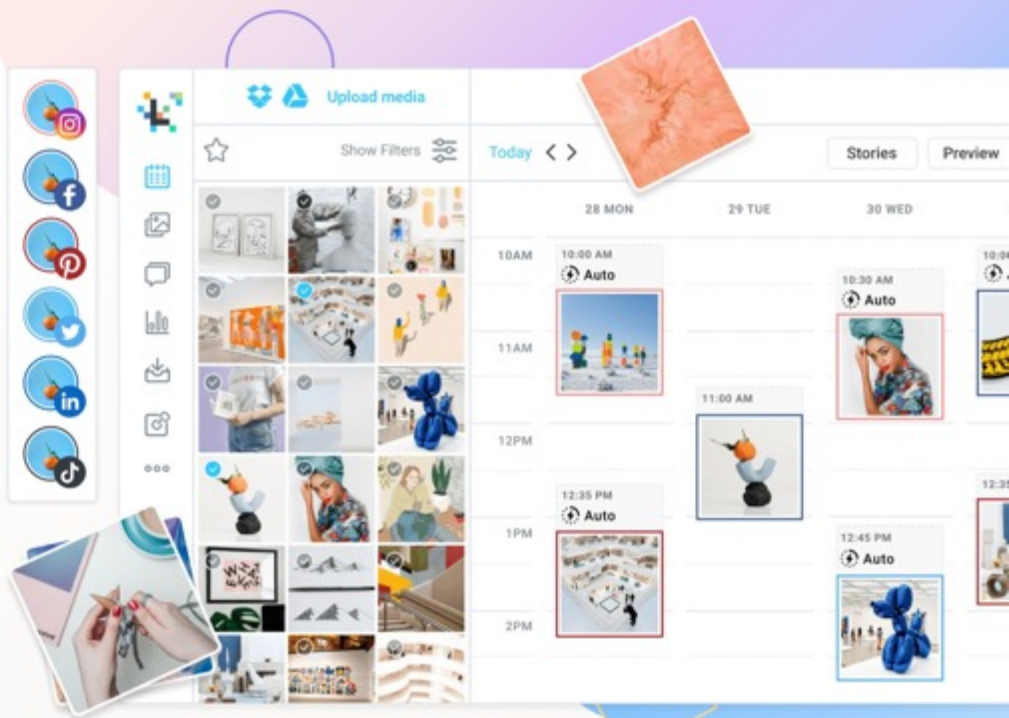 Upload media
Show Filters
Today
Stories
Preview
28 MON
29 TUE
30 WED
10AM
10:00 AM
Auto
10:30 AM
Auto
11AM
11:00 AM
12PM
12:35 PM
Auto
1PM
12:45 PM
Auto
2PM
in